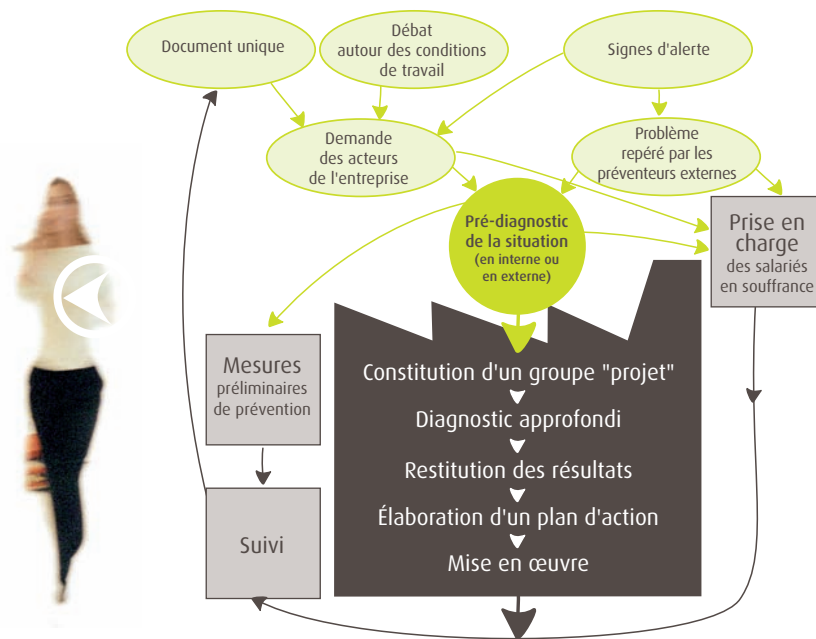 Document unique
Débat
autour des conditions
de travail
Signes d'alerte
Demande
des acteurs
de l'entreprise
Problème
repéré par les
préventeurs externes
Pré-diagnostic
de la situation
(en interne ou
en externe)
Prise en
charge
des salariés
en souffrance
Mesures
préliminaires
de prévention
Suivi
Constitution d'un groupe "projet"
Diagnostic approfondi
Restitution des résultats
Élaboration d'un plan d'action
Mise en œuvre